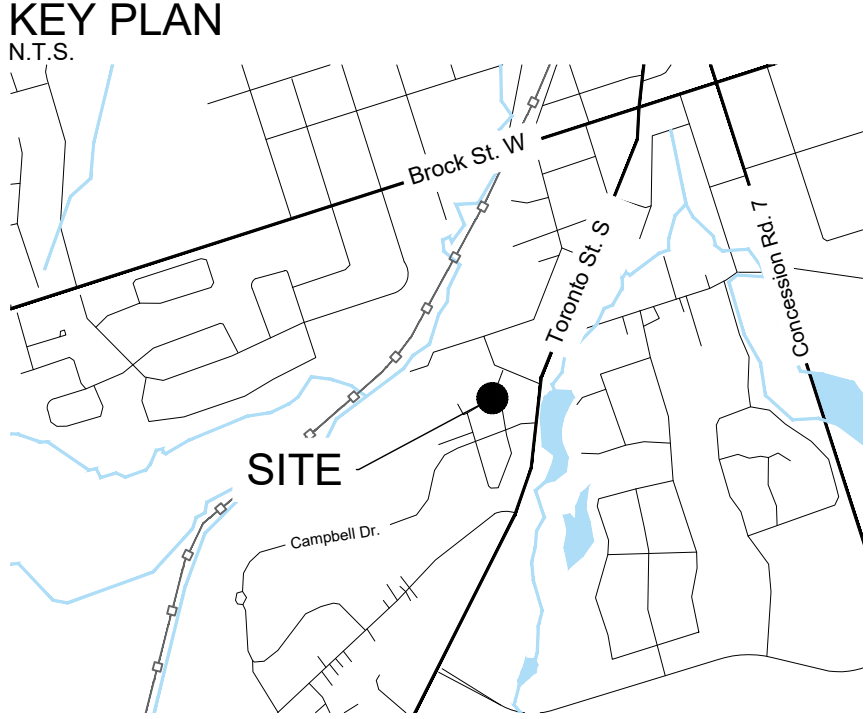 KEY PLAN
N.T.S.
Brock St. W
Toronto St. S
Concession Rd. 7
SITE
Campbell Dr.